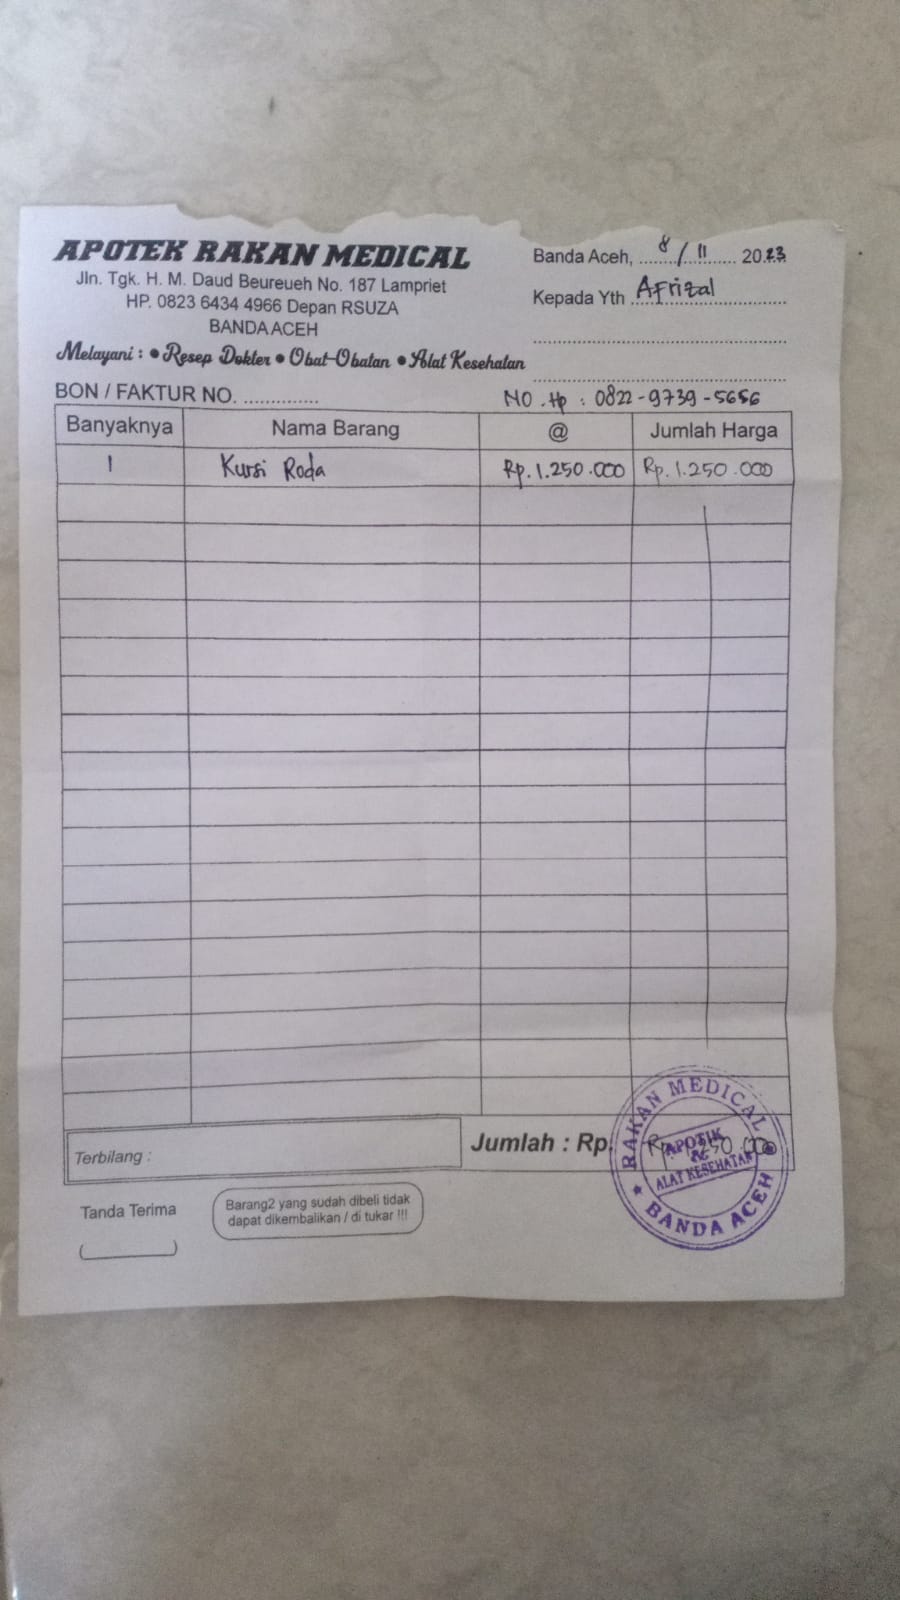 APOTEK RAKAN MEDICAL
Jln. Tgk. H. M. Daud Beureueh No. 187 Lampriet
HP. 0823 6434 4966 Depan RSUZA
BANDA ACEH
Melayani : • Resep Dokter • Obat-Obatan • Alat Kesehatan
Banda Aceh, 8 / 11 2023
Kepada Yth Afrizal
BON / FAKTUR NO. ..............
NO. Hp : 0822-9739-5656
Banyaknya Nama Barang @ Jumlah Harga
1 Kursi Roda Rp. 1.250.000 Rp. 1.250.000
Terbilang :
Jumlah : Rp. Rp. 1.250.000
Tanda Terima
Barang2 yang sudah dibeli tidak
dapat dikembalikan / di tukar !!!
RAKAN MEDICAL
APOTIK
&
ALAT KESEHATAN
BANDA ACEH